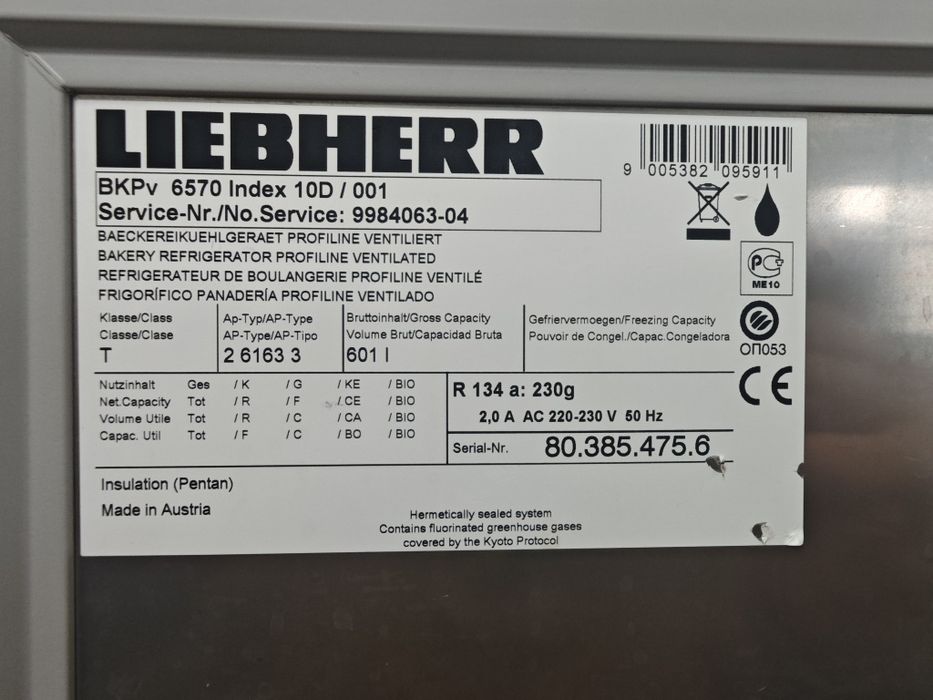 LIEBHERR
9 005382 095911
BKPv 6570 Index 10D / 001
Service-Nr./No.Service: 9984063-04
BAECKEREIKUEHLGERAET PROFILINE VENTILIERT
BAKERY REFRIGERATOR PROFILINE VENTILATED
REFRIGERATEUR DE BOULANGERIE PROFILINE VENTILÉ
FRIGORÍFICO PANADERÍA PROFILINE VENTILADO
PC
ME10
ОП053
CE
Klasse/Class
Classe/Clase
T
Ap-Typ/AP-Type
AP-Type/AP-Tipo
2 6163 3
Bruttoinhalt/Gross Capacity
Volume Brut/Capacidad Bruta
601 l
Gefriervermoegen/Freezing Capacity
Pouvoir de Congel./Capac.Congeladora
Nutzinhalt Ges / K / G / KE / BIO
Net.Capacity Tot / R / F / CE / BIO
Volume Utile Tot / R / C / CA / BIO
Capac. Util Tot / F / C / BO / BIO
R 134 a: 230g
2,0 A AC 220-230 V 50 Hz
Serial-Nr. 80.385.475.6
Insulation (Pentan)
Made in Austria
Hermetically sealed system
Contains fluorinated greenhouse gases
covered by the Kyoto Protocol